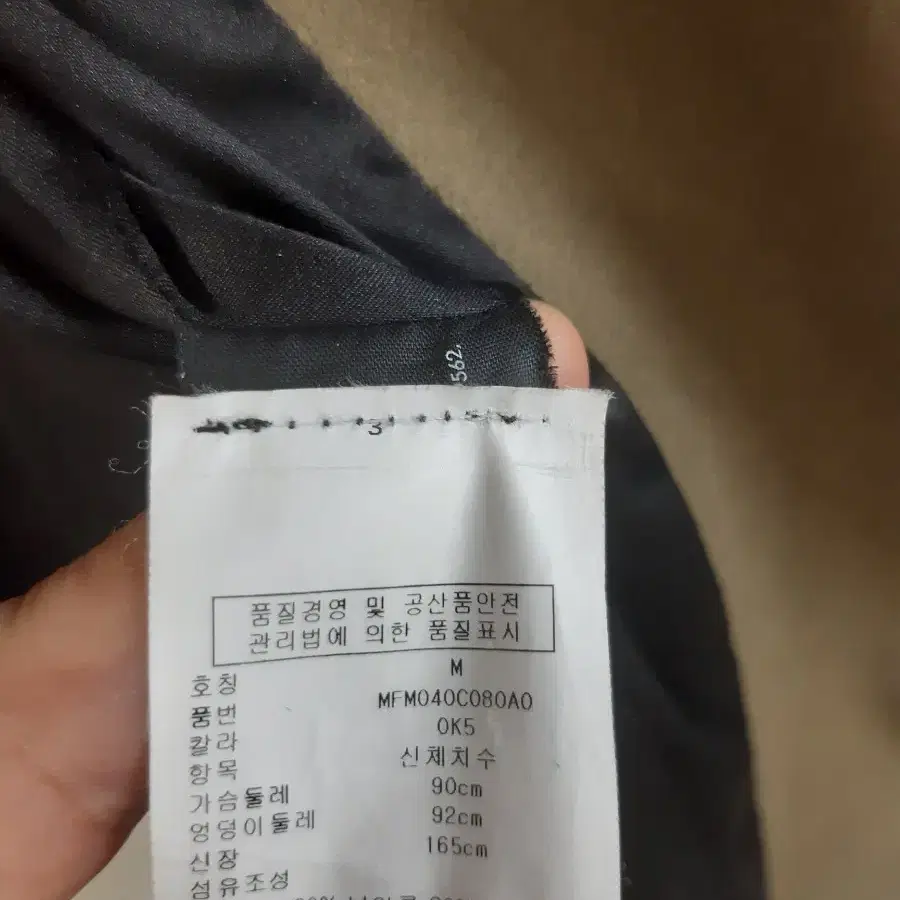 562,
3
품질경영 및 공산품안전
관리법에 의한 품질표시
호칭 M
품번 MFM040C080A0
칼라 0K5
항목 신체치수
가슴둘레 90cm
엉덩이둘레 92cm
신장 165cm
섬유조성